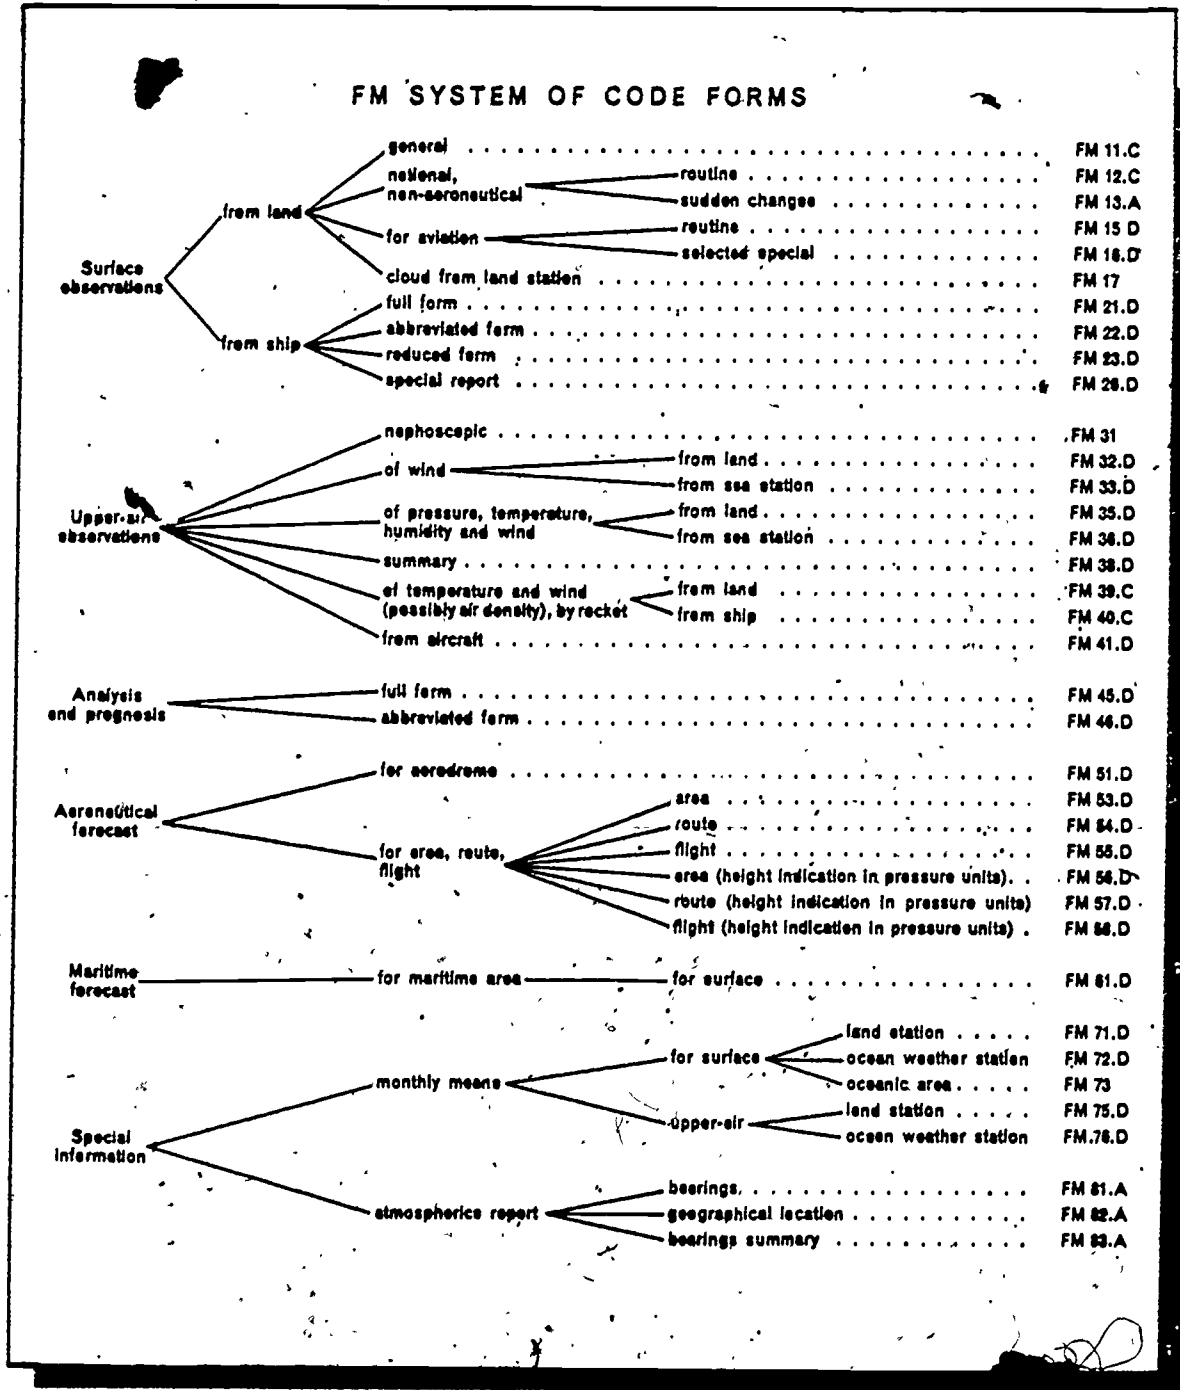 FM SYSTEM OF CODE FORMS
general . . . . . . . . . . . . . . . . . . . . . . . . . . . . . . . . . . . FM 11.C
national,
non-aeronautical
routine . . . . . . . . . . . . . . . . . . FM 12.C
sudden changes . . . . . . . . . . . . . FM 13.A
from land
for aviation
routine . . . . . . . . . . . . . . . . . . FM 15 D
selected special . . . . . . . . . . . . . FM 16.D
Surface
observations
cloud from land station . . . . . . . . . . . . . . . . . . . . . . . . . . . . FM 17
full form . . . . . . . . . . . . . . . . . . . . . . . . . . . . . . . . . . . FM 21.D
abbreviated form . . . . . . . . . . . . . . . . . . . . . . . . . . . . . . . FM 22.D
from ship
reduced form . . . . . . . . . . . . . . . . . . . . . . . . . . . . . . . . FM 23.D
special report . . . . . . . . . . . . . . . . . . . . . . . . . . . . . . . . FM 26.D
nephoscopic . . . . . . . . . . . . . . . . . . . . . . . . . . . . . . . . . FM 31
of wind
from land . . . . . . . . . . . . . . . . . FM 32.D
from sea station . . . . . . . . . . . . . FM 33.D
Upper-air
observations
of pressure, temperature,
humidity and wind
from land . . . . . . . . . . . . . . . . . FM 35.D
from sea station . . . . . . . . . . . . . FM 36.D
summary . . . . . . . . . . . . . . . . . . . . . . . . . . . . . . . . . . . FM 38.D
of temperature and wind
(possibly air density), by rocket
from land . . . . . . . . . . . . . . . . FM 39.C
from ship . . . . . . . . . . . . . . . . FM 40.C
from aircraft . . . . . . . . . . . . . . . . . . . . . . . . . . . . . . . . . FM 41.D
Analysis
and prognosis
full form . . . . . . . . . . . . . . . . . . . . . . . . . . . . . . . . . . . FM 45.D
abbreviated form . . . . . . . . . . . . . . . . . . . . . . . . . . . . . . . FM 46.D
for aerodrome . . . . . . . . . . . . . . . . . . . . . . . . . . . . . . . . FM 51.D
Aeronautical
forecast
for area, route,
flight
area . . . . . . . . . . . . . . . . . . . FM 53.D
route . . . . . . . . . . . . . . . . . . . FM 54.D
flight . . . . . . . . . . . . . . . . . . . FM 55.D
area (height indication in pressure units) . . FM 56.D
route (height indication in pressure units) FM 57.D
flight (height indication in pressure units) . FM 58.D
Maritime
forecast
for maritime area
for surface . . . . . . . . . . . . . . . . FM 61.D
Special
information
monthly means
for surface
land station . . . . . FM 71.D
ocean weather station FM 72.D
oceanic area . . . . . FM 73
upper-air
land station . . . . . FM 75.D
ocean weather station FM.76.D
atmospherics report
bearings . . . . . . . . . . . . . . . . . . FM 81.A
geographical location . . . . . . . . . . . FM 82.A
bearings summary . . . . . . . . . . . . . FM 83.A